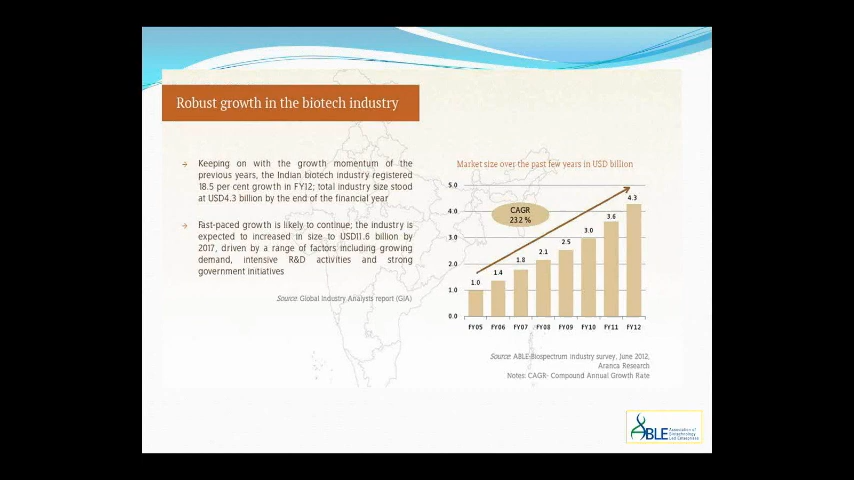 Robust growth in the biotech industry
→ Keeping on with the growth momentum of the
previous years, the Indian biotech industry registered
18.5 per cent growth in FY12; total industry size stood
at USD4.3 billion by the end of the financial year
→ Fast-paced growth is likely to continue; the industry is
expected to increased in size to USD11.6 billion by
2017, driven by a range of factors including growing
demand, intensive R&D activities and strong
government initiatives
Source: Global Industry Analysts report (GIA)
Market size over the past few years in USD billion
5.0
4.0
3.0
2.0
1.0
0.0
CAGR
23.2 %
1.0
1.4
1.8
2.1
2.5
3.0
3.6
4.3
FY05 FY06 FY07 FY08 FY09 FY10 FY11 FY12
Source: ABLE-Biospectrum industry survey, June 2012,
Aranca Research
Notes: CAGR- Compound Annual Growth Rate
ABLE
Association of
Biotechnology
Led Enterprises